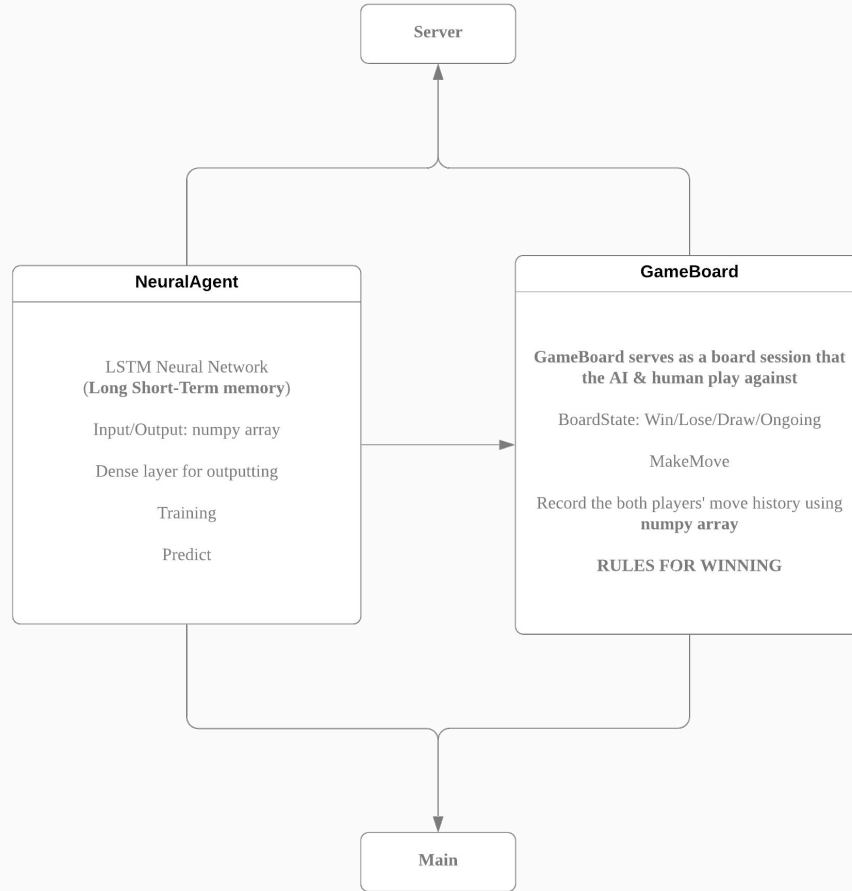 Server
NeuralAgent
LSTM Neural Network
(Long Short-Term memory)
Input/Output: numpy array
Dense layer for outputting
Training
Predict
GameBoard
GameBoard serves as a board session that
the AI & human play against
BoardState: Win/Lose/Draw/Ongoing
MakeMove
Record the both players' move history using
numpy array
RULES FOR WINNING
Main